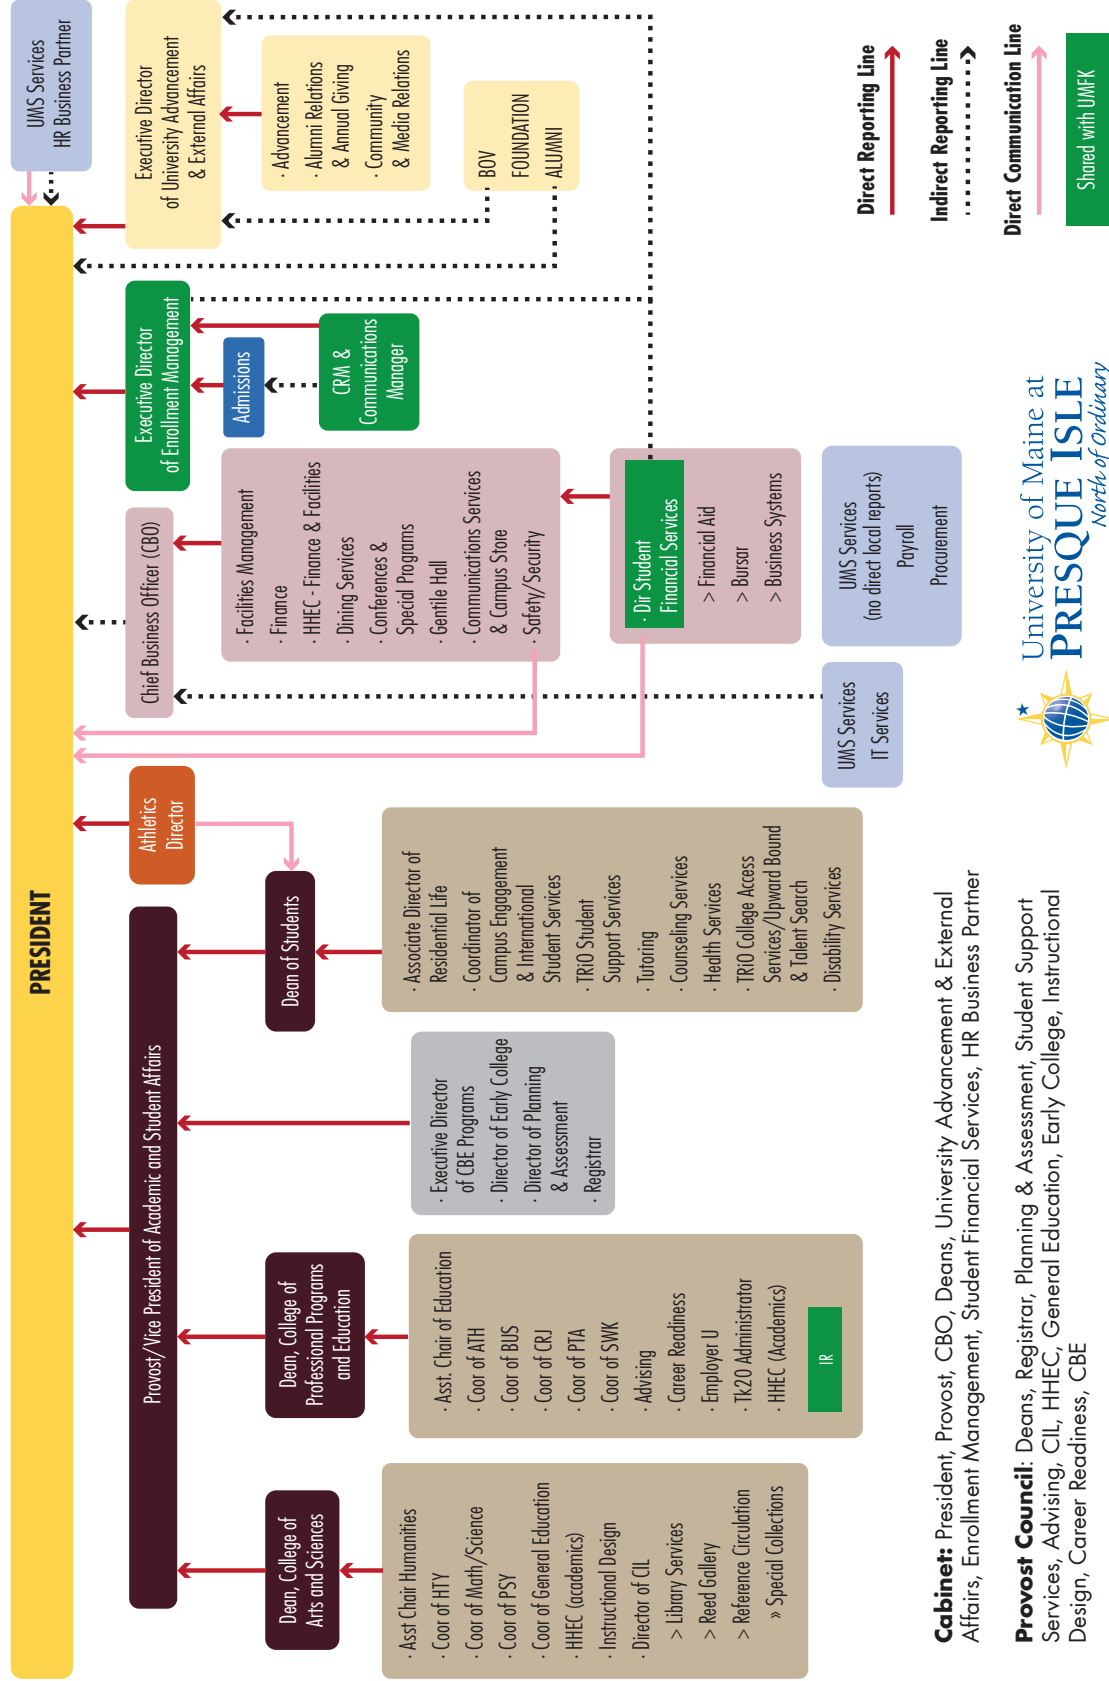 PRESIDENT
UMS Services
HR Business Partner
Provost/Vice President of Academic and Student Affairs
Dean, College of
Arts and Sciences
· Asst Chair Humanities
· Coor of HTY
· Coor of Math/Science
· Coor of PSY
· Coor of General Education
· HHEC (academics)
· Instructional Design
· Director of CIL
> Library Services
> Reed Gallery
> Reference Circulation
» Special Collections
Dean, College of
Professional Programs
and Education
· Asst. Chair of Education
· Coor of ATH
· Coor of BUS
· Coor of CRJ
· Coor of PTA
· Coor of SWK
· Advising
· Career Readiness
· Employer U
· Tk20 Administrator
· HHEC (Academics)
IR
· Executive Director
of CBE Programs
· Director of Early College
· Director of Planning
& Assessment
· Registrar
Dean of Students
· Associate Director of
Residential Life
· Coordinator of
Campus Engagement
& International
Student Services
· TRiO Student
Support Services
· Tutoring
· Counseling Services
· Health Services
· TRiO College Access
Services/Upward Bound
& Talent Search
· Disability Services
Athletics
Director
Chief Business Officer (CBO)
· Facilities Management
· Finance
· HHEC - Finance & Facilities
· Dining Services
· Conferences &
Special Programs
· Gentile Hall
· Communications Services
& Campus Store
· Safety/Security
· Dir Student
Financial Services
> Financial Aid
> Bursar
> Business Systems
UMS Services
IT Services
UMS Services
(no direct local reports)
Payroll
Procurement
Executive Director
of Enrollment Management
Admissions
CRM &
Communications
Manager
Executive Director
of University Advancement
& External Affairs
· Advancement
· Alumni Relations
& Annual Giving
· Community
& Media Relations
BOV
FOUNDATION
ALUMNI
Direct Reporting Line
Indirect Reporting Line
Direct Communication Line
Shared with UMFK
Cabinet: President, Provost, CBO, Deans, University Advancement & External
Affairs, Enrollment Management, Student Financial Services, HR Business Partner
Provost Council: Deans, Registrar, Planning & Assessment, Student Support
Services, Advising, CIL, HHEC, General Education, Early College, Instructional
Design, Career Readiness, CBE
University of Maine at
PRESQUE ISLE
North of Ordinary